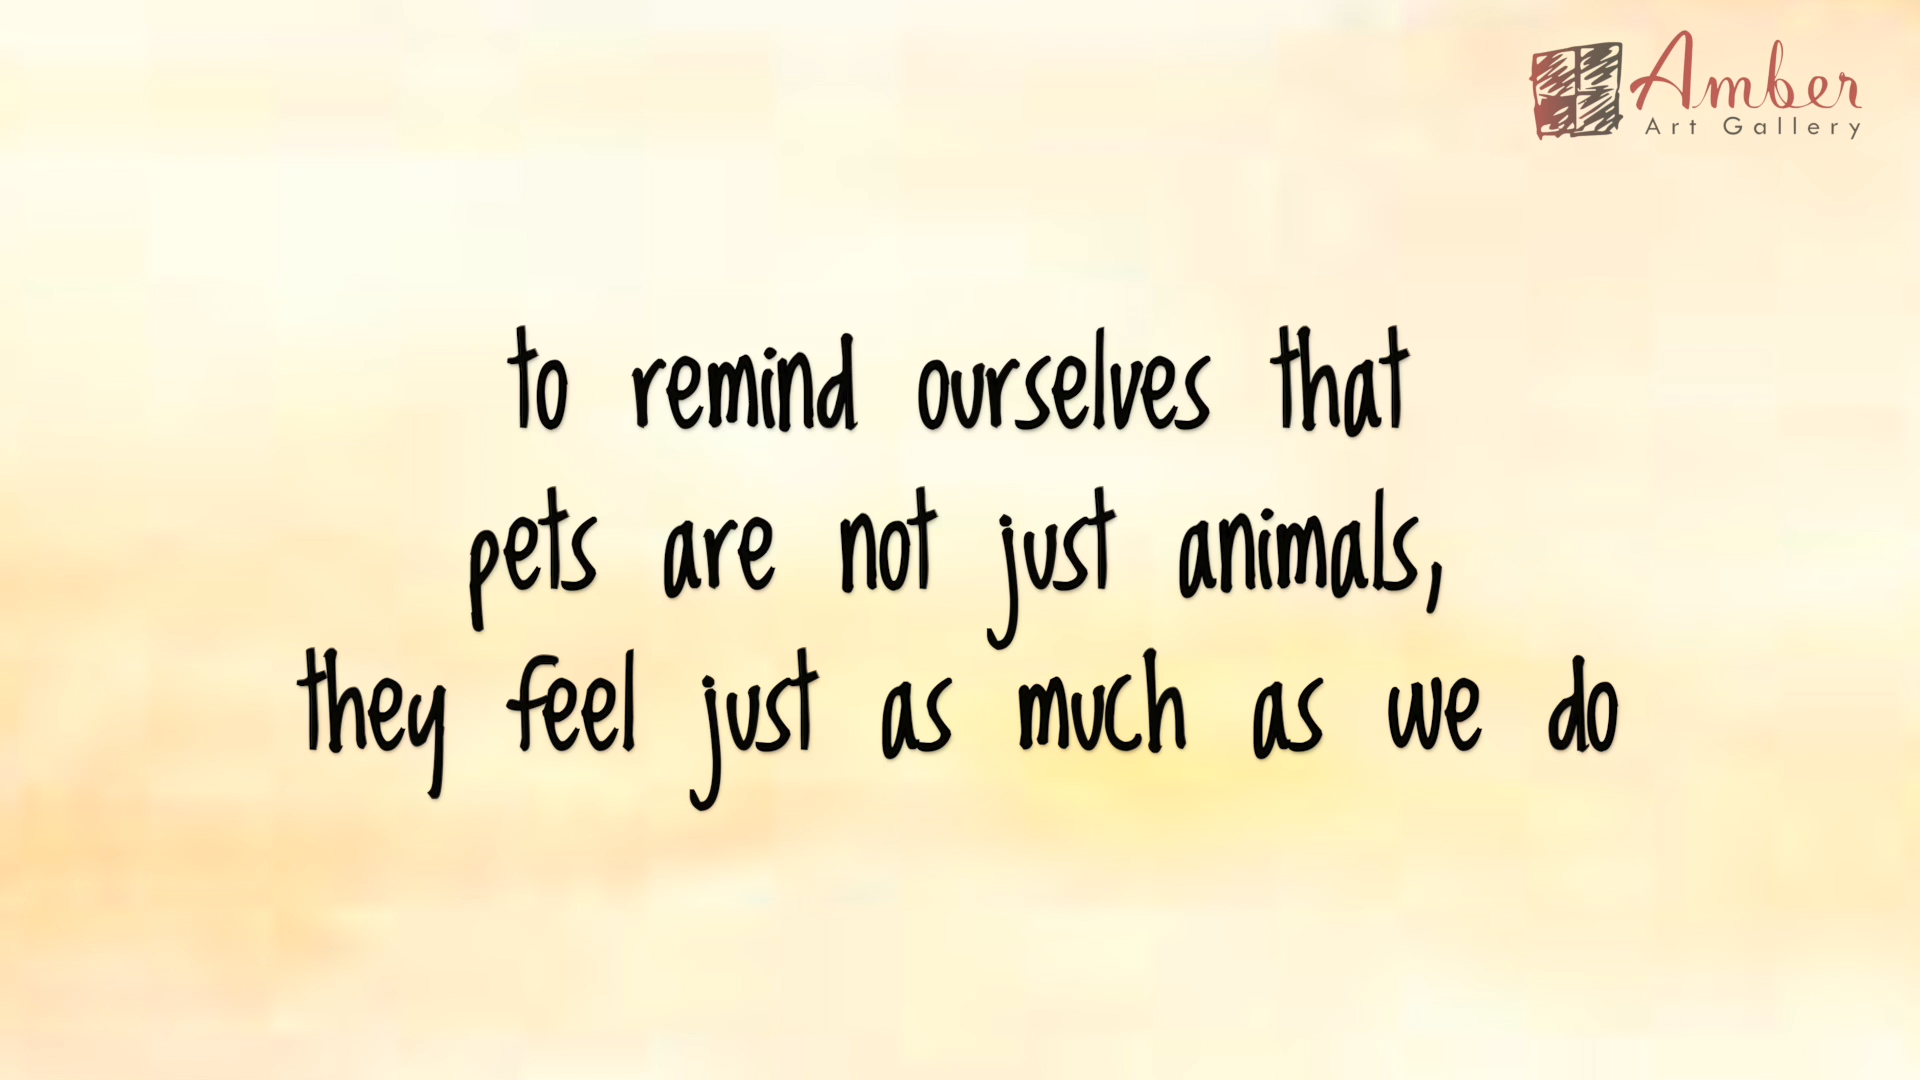 Amber
Art Gallery
to remind ourselves that
pets are not just animals,
they feel just as much as we do